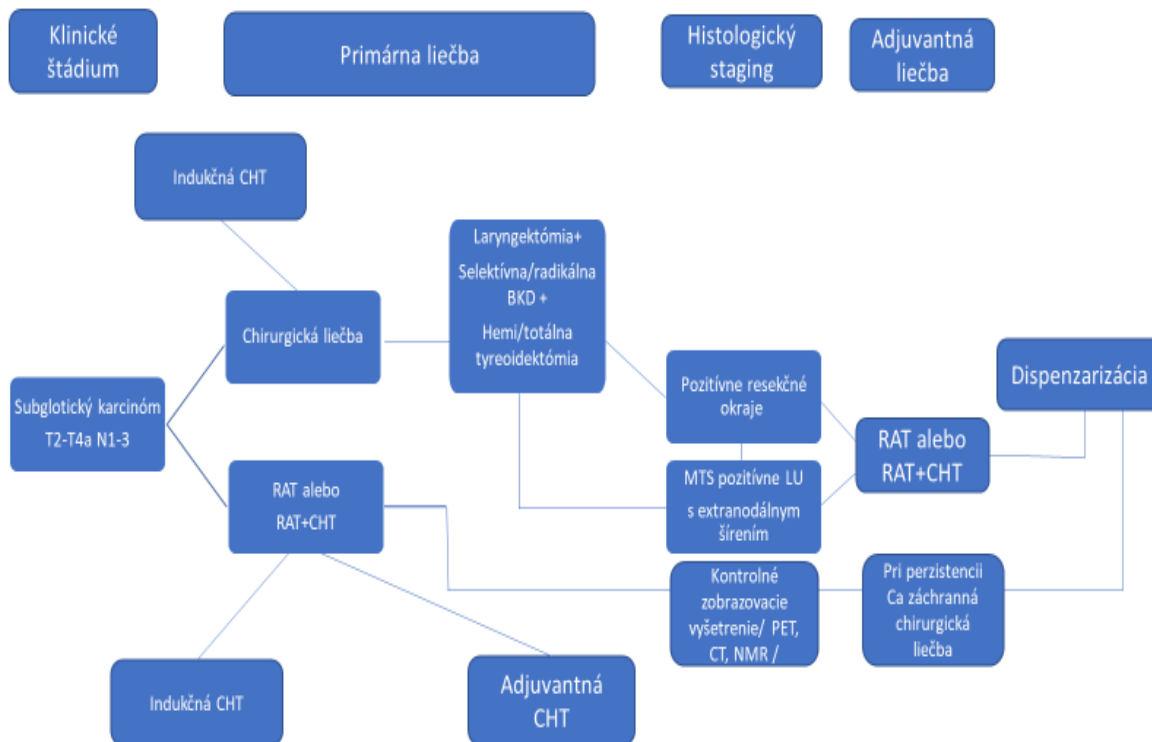 Klinické
štádium
Primárna liečba
Histologický
staging
Adjuvantná
liečba
Indukčná CHT
Laryngektómia+
Selektívna/radikálna
BKD +
Hemi/totálna
tyreoidektómia
Chirurgická liečba
Pozitívne resekčné
okraje
Dispenzarizácia
Subglotický karcinóm
T2-T4a N1-3
RAT alebo
RAT+CHT
MTS pozitívne LU
s extranodálnym
šírením
RAT alebo
RAT+CHT
Kontrolné
zobrazovacie
vyšetrenie/ PET,
CT, NMR /
Pri perzistencii
Ca záchranná
chirurgická
liečba
Indukčná CHT
Adjuvantná
CHT